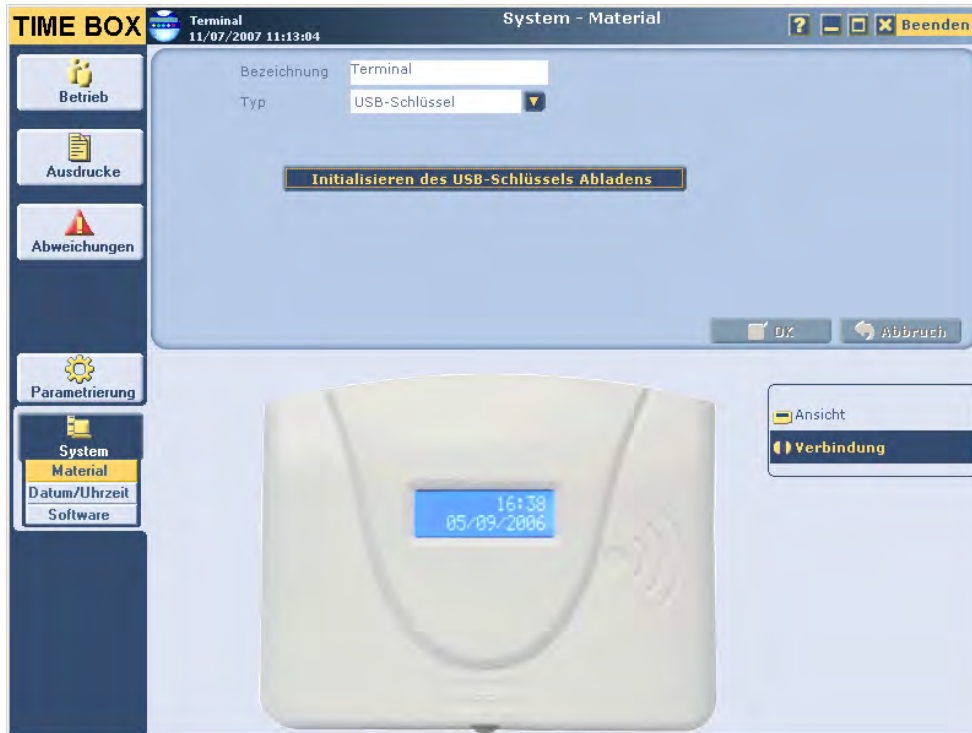 TIME BOX
Terminal
11/07/2007 11:13:04
System - Material
?
Beenden
Betrieb
Ausdrucke
Abweichungen
Parametrierung
System
Material
Datum/Uhrzeit
Software
Bezeichnung Terminal
Typ USB-Schlüssel
Initialisieren des USB-Schlüssels Abladens
OK Abbruch
Ansicht
Verbindung
16:38
05/09/2006